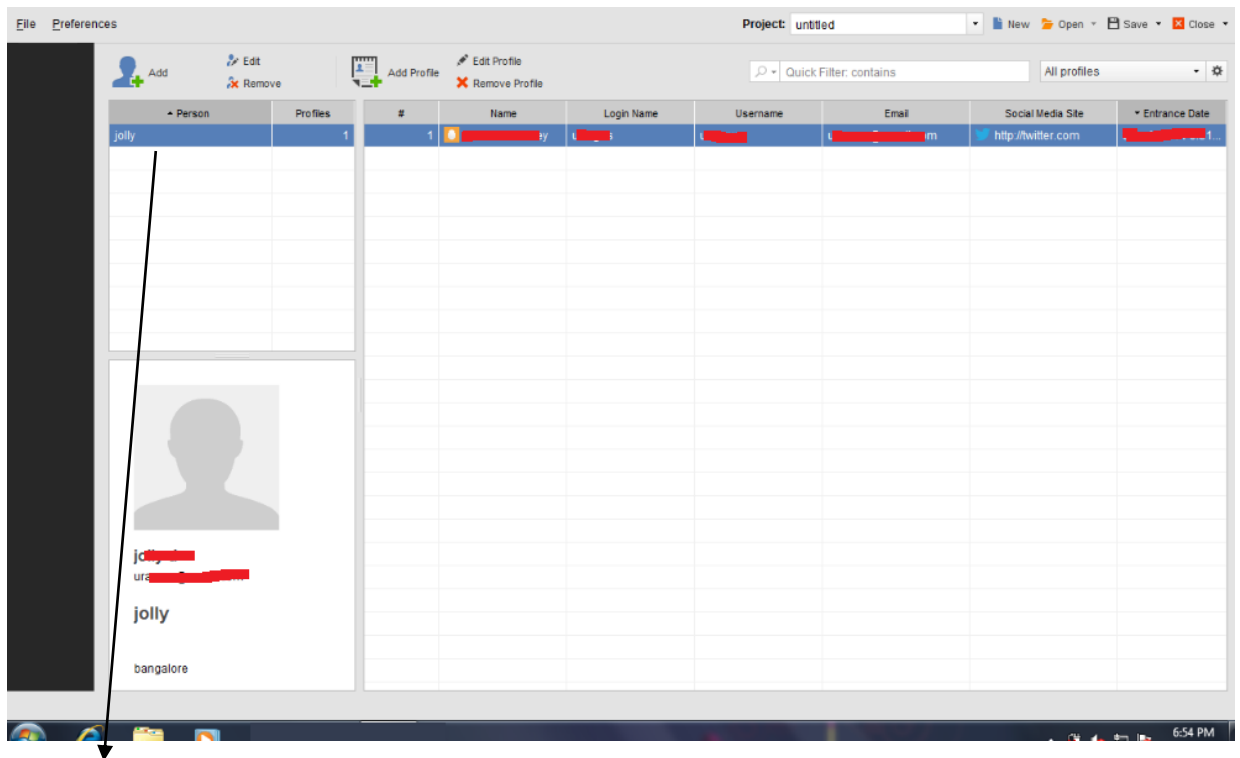 File Preferences Project: untitled New Open Save Close
Add Edit Remove Add Profile Edit Profile Remove Profile Quick Filter: contains All profiles
Person Profiles # Name Login Name Username Email Social Media Site Entrance Date
jolly 1 1 http://twitter.com
jolly
bangalore
6:54 PM